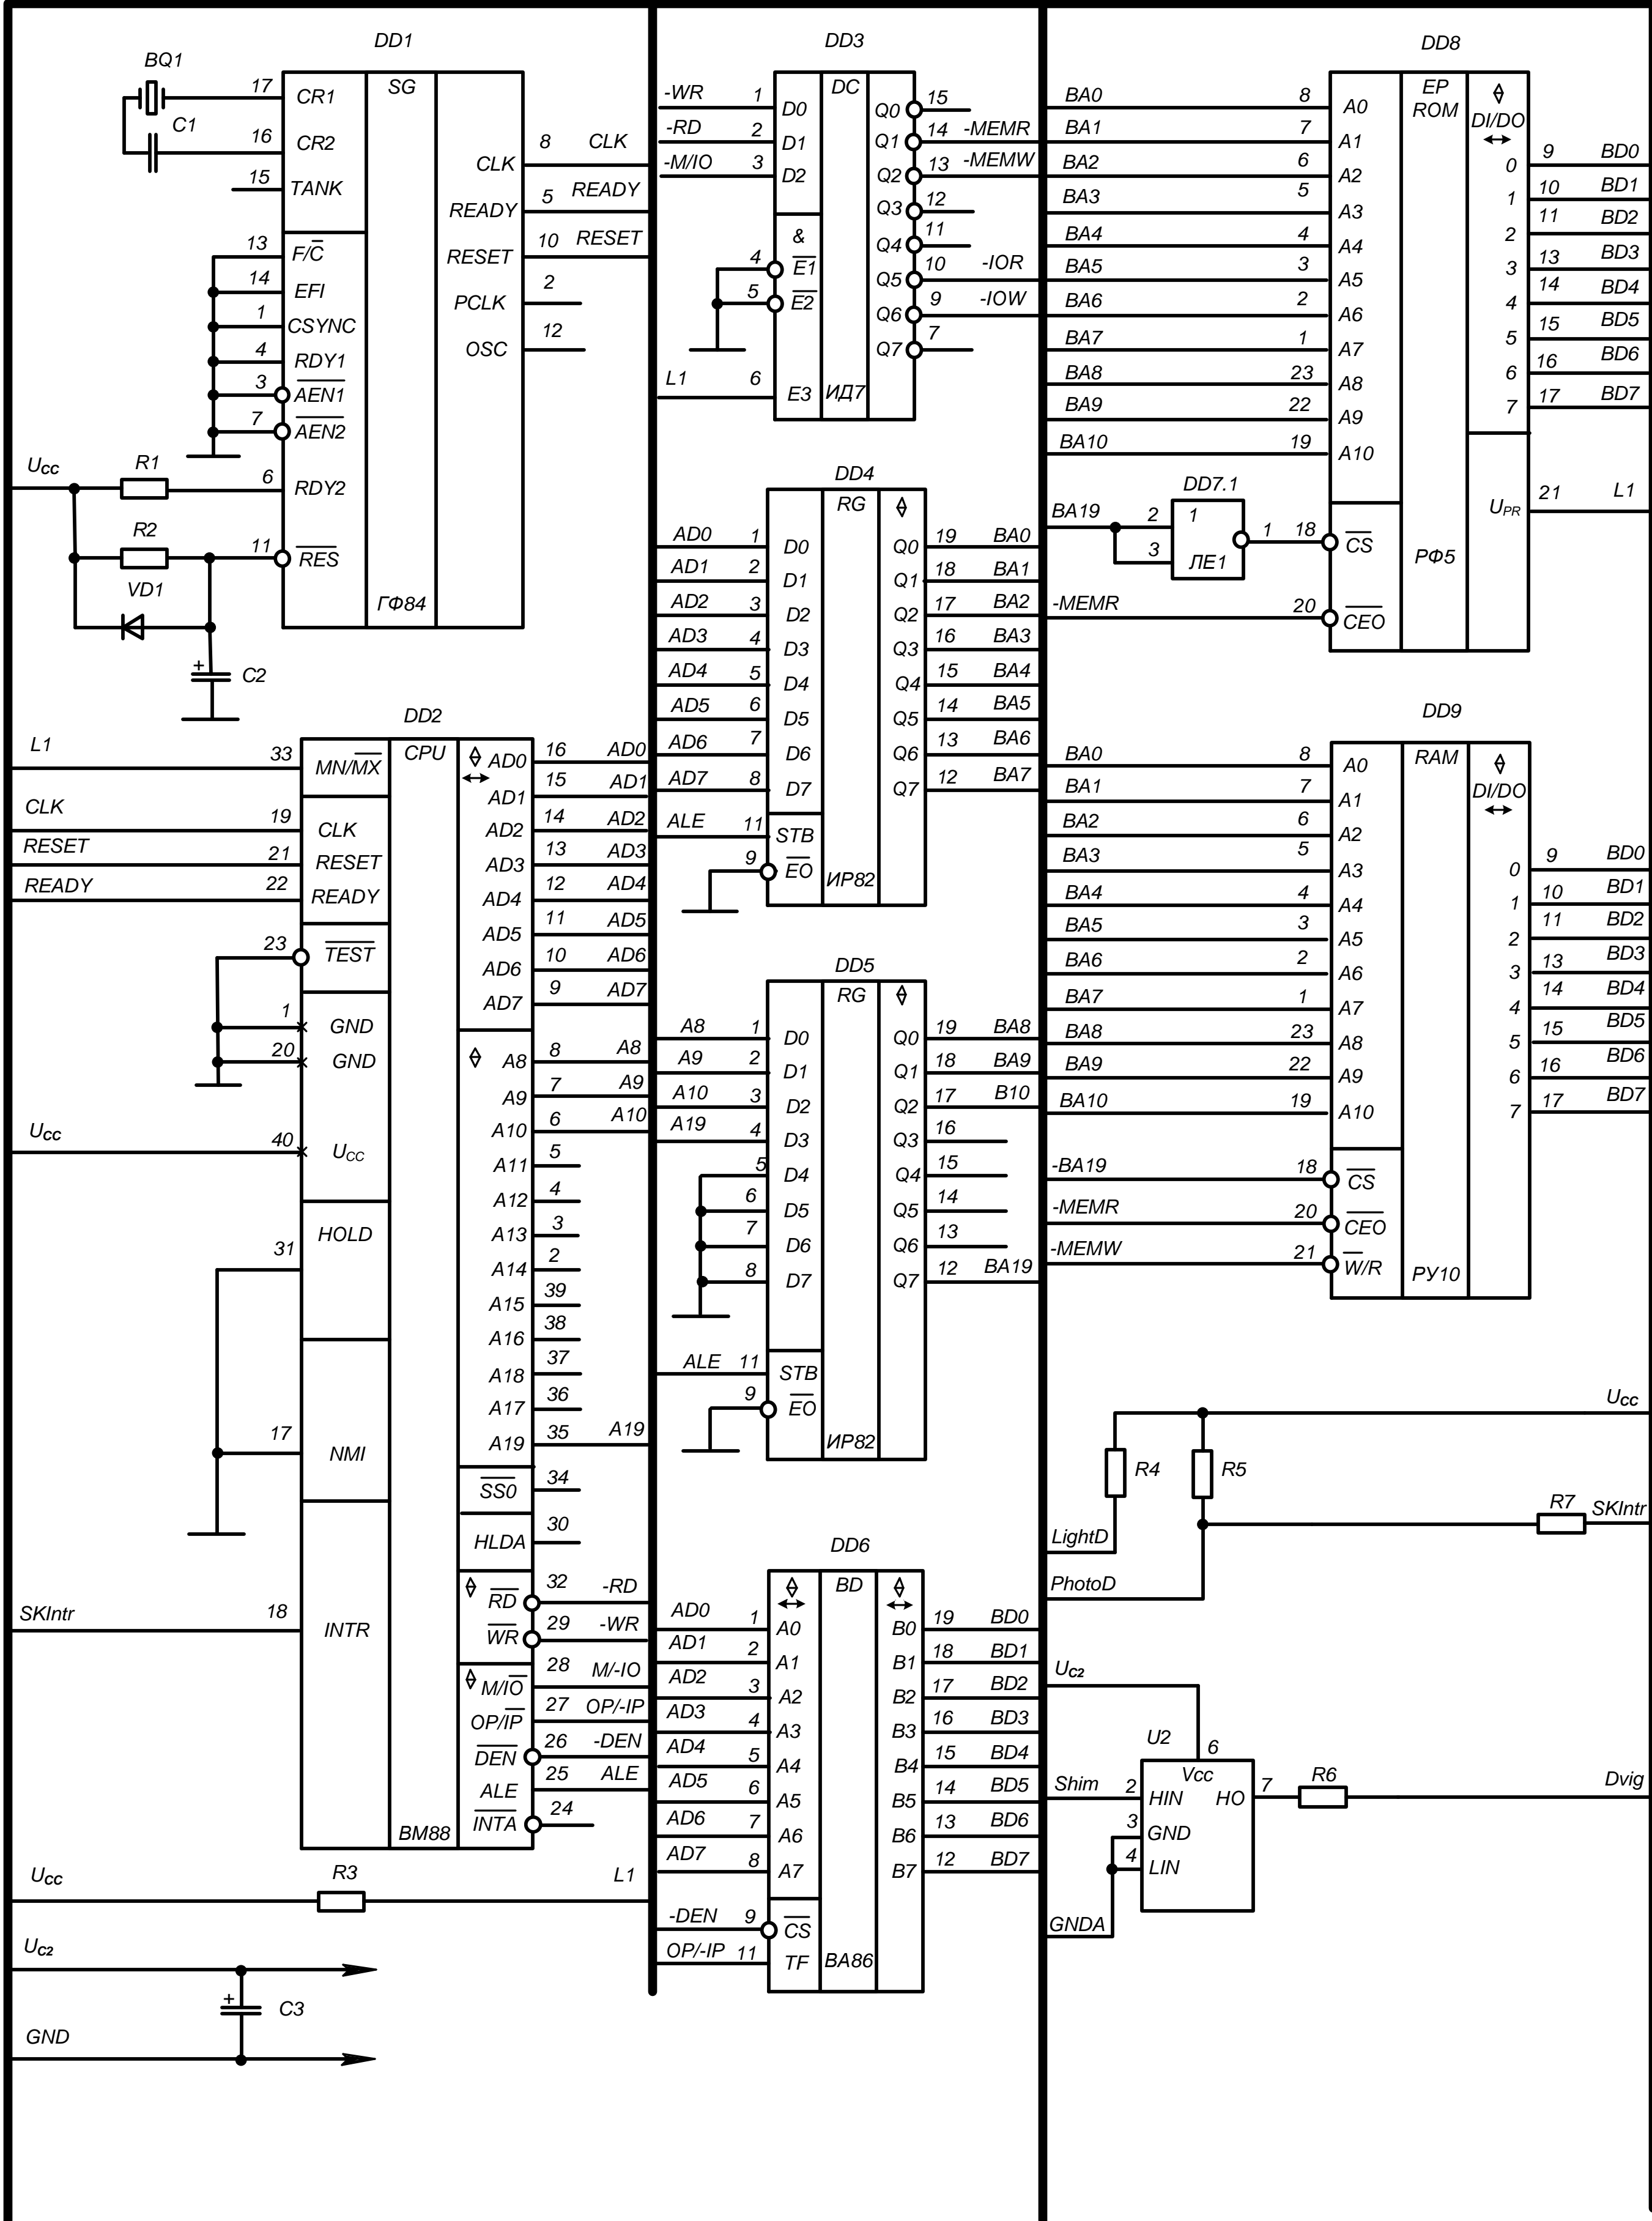 DD1
BQ1
C1
17 CR1 SG
16 CR2
15 TANK
8 CLK
CLK
5 READY
READY
10 RESET
RESET
2
PCLK
12
OSC
13 F/C̅
14 EFI
1 CSYNC
4 RDY1
3 A̅E̅N̅1̅
7 A̅E̅N̅2̅
Ucc R1 6 RDY2
R2 11 R̅E̅S̅
VD1
ГФ84
+ C2
DD2
L1 33 MN/M̅X̅ CPU
CLK 19 CLK
RESET 21 RESET
READY 22 READY
23 T̅E̅S̅T̅
1 GND
20 GND
Ucc 40 UCC
31 HOLD
17 NMI
SKIntr 18 INTR
BM88
AD0 16 AD0
AD1 15 AD1
AD2 14 AD2
AD3 13 AD3
AD4 12 AD4
AD5 11 AD5
AD6 10 AD6
AD7 9 AD7
A8 8 A8
A9 7 A9
A10 6 A10
A11 5
A12 4
A13 3
A14 2
A15 39
A16 38
A18 37
A17 36
A19 35 A19
S̅S̅0̅ 34
HLDA 30
R̅D̅ 32 -RD
W̅R̅ 29 -WR
M/I̅O̅ 28 M/-IO
OP/I̅P̅ 27 OP/-IP
D̅E̅N̅ 26 -DEN
ALE 25 ALE
I̅N̅T̅A̅ 24
Ucc R3 L1
UC2
+ C3
GND
DD3
-WR 1 D0 DC Q0 15
-RD 2 D1 Q1 14 -MEMR
-M/IO 3 D2 Q2 13 -MEMW
Q3 12
& Q4 11
4 E̅1̅ Q5 10 -IOR
5 E̅2̅ Q6 9 -IOW
Q7 7
L1 6 E3 ИД7
DD4
RG
AD0 1 D0 Q0 19 BA0
AD1 2 D1 Q1 18 BA1
AD2 3 D2 Q2 17 BA2
AD3 4 D3 Q3 16 BA3
AD4 5 D4 Q4 15 BA4
AD5 6 D5 Q5 14 BA5
AD6 7 D6 Q6 13 BA6
AD7 8 D7 Q7 12 BA7
ALE 11 STB
9 E̅O̅ ИР82
DD5
RG
A8 1 D0 Q0 19 BA8
A9 2 D1 Q1 18 BA9
A10 3 D2 Q2 17 B10
A19 4 D3 Q3 16
5 D4 Q4 15
6 D5 Q5 14
7 D6 Q6 13
8 D7 Q7 12 BA19
ALE 11 STB
9 E̅O̅ ИР82
DD6
BD
AD0 1 A0 B0 19 BD0
AD1 2 A1 B1 18 BD1
AD2 3 A2 B2 17 BD2
AD3 4 A3 B3 16 BD3
AD4 5 A4 B4 15 BD4
AD5 6 A5 B5 14 BD5
AD6 7 A6 B6 13 BD6
AD7 8 A7 B7 12 BD7
-DEN 9 C̅S̅
OP/-IP 11 TF BA86
DD8
EP
ROM
DI/DO
BA0 8 A0
BA1 7 A1
BA2 6 A2
BA3 5 A3
BA4 4 A4
BA5 3 A5
BA6 2 A6
BA7 1 A7
BA8 23 A8
BA9 22 A9
BA10 19 A10
0 9 BD0
1 10 BD1
2 11 BD2
3 13 BD3
4 14 BD4
5 15 BD5
6 16 BD6
7 17 BD7
UPR 21 L1
DD7.1
BA19 2 1 1 18 C̅S̅
3 ЛЕ1
РФ5
-MEMR 20 C̅E̅O̅
DD9
RAM
DI/DO
BA0 8 A0
BA1 7 A1
BA2 6 A2
BA3 5 A3
BA4 4 A4
BA5 3 A5
BA6 2 A6
BA7 1 A7
BA8 23 A8
BA9 22 A9
BA10 19 A10
0 9 BD0
1 10 BD1
2 11 BD2
3 13 BD3
4 14 BD4
5 15 BD5
6 16 BD6
7 17 BD7
-BA19 18 C̅S̅
-MEMR 20 C̅E̅O̅
-MEMW 21 W̅/R РУ10
Ucc
R4 R5
R7 SKIntr
LightD
PhotoD
UC2
U2 6
Vcc
Shim 2 HIN HO 7 R6 Dvig
3 GND
4 LIN
GNDA